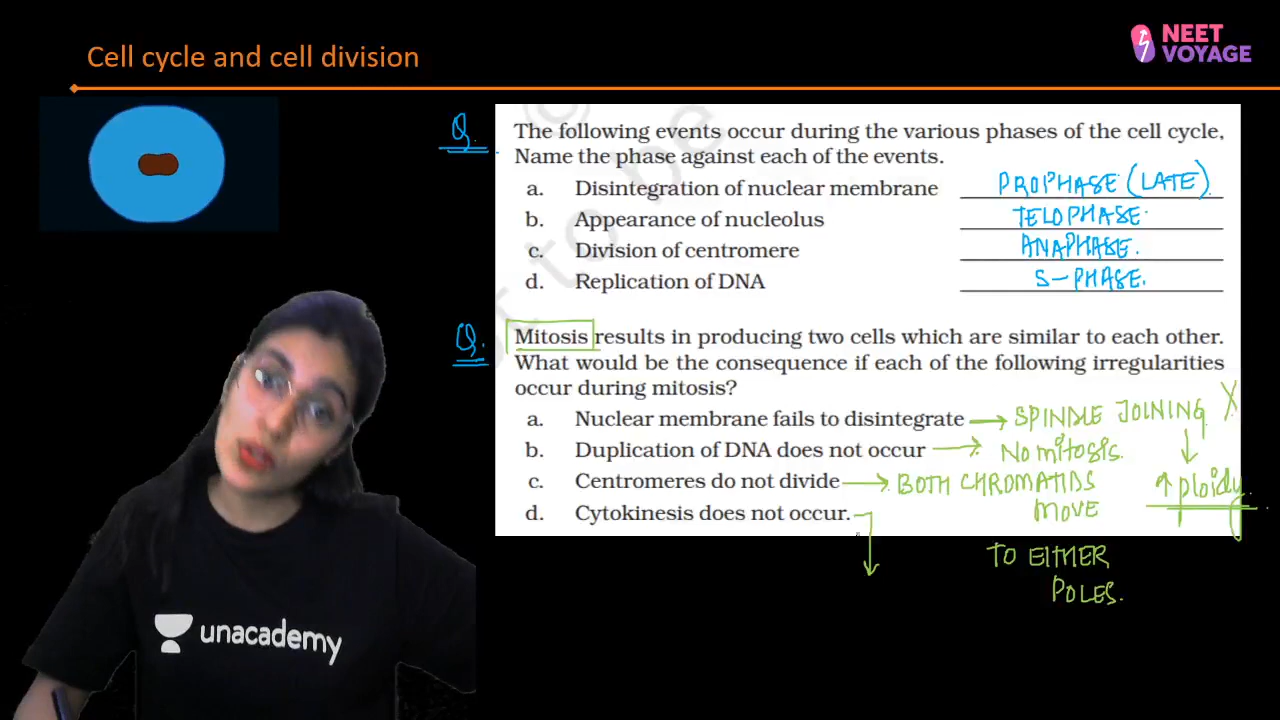 Cell cycle and cell division
NEET
VOYAGE
Q. The following events occur during the various phases of the cell cycle,
Name the phase against each of the events.
a. Disintegration of nuclear membrane PROPHASE (LATE)
b. Appearance of nucleolus TELOPHASE
c. Division of centromere ANAPHASE.
d. Replication of DNA S-PHASE.
Q. Mitosis results in producing two cells which are similar to each other.
What would be the consequence if each of the following irregularities
occur during mitosis?
a. Nuclear membrane fails to disintegrate → SPINDLE JOINING X
b. Duplication of DNA does not occur → No mitosis.
c. Centromeres do not divide → BOTH CHROMATIDS ↑ ploidy
d. Cytokinesis does not occur. MOVE
TO EITHER
POLES.
unacademy